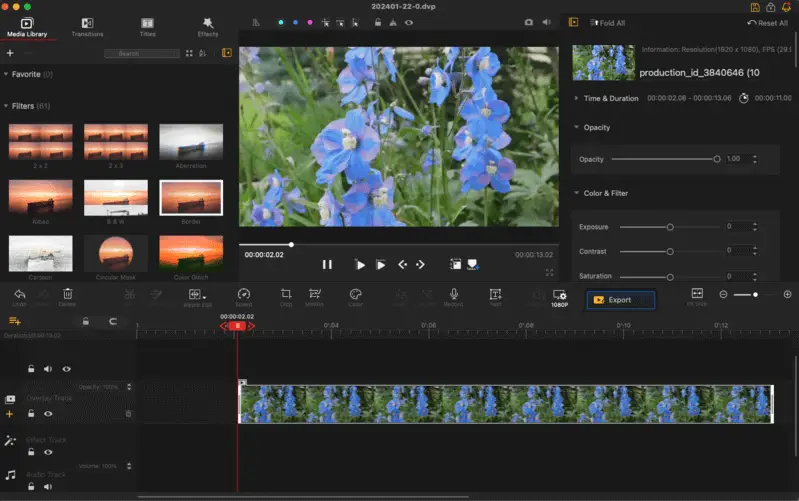 202401-22-0.dvp
Media Library
Transitions
Titles
Effects
Search
Favorite (0)
Filters (61)
2 x 2
2 x 3
Aberration
Amaro
B & W
Border
Cartoon
Circular Mask
Color Glitch
00:00:02.02
00:00:13.02
Fold All
Reset All
Information: Resolution(1920 x 1080), FPS (29.9
production_id_3840646 (10
Time & Duration
00:00:02.06 - 00:00:13.06
00:00:11.00
Opacity
Opacity
1.00
Color & Filter
Exposure
0
Contrast
0
Saturation
0
Undo
Delete
Speed
Crop
Color
Record
Text
1080P
Export
Fit Size
00:00:02.02
0:04
0:06
0:08
0:10
0:12
Duration:00:00:13.02
Opacity: 100%
Overlay Track
Effect Track
Volume: 100%
Audio Track